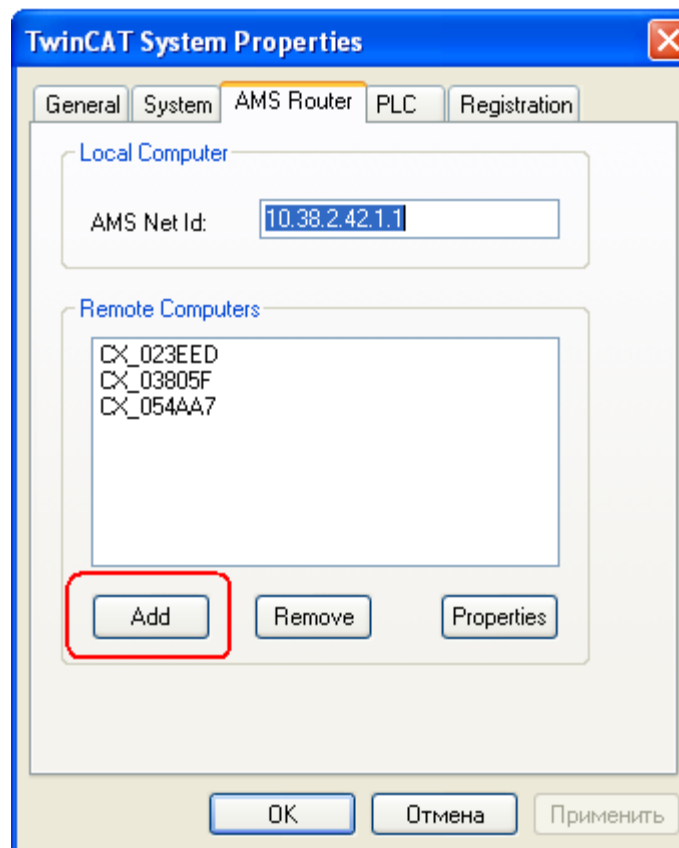 TwinCAT System Properties
General System AMS Router PLC Registration
Local Computer
AMS Net Id: 10.38.2.42.1.1
Remote Computers
CX_023EED
CX_03805F
CX_054AA7
Add Remove Properties
OK Отмена Применить